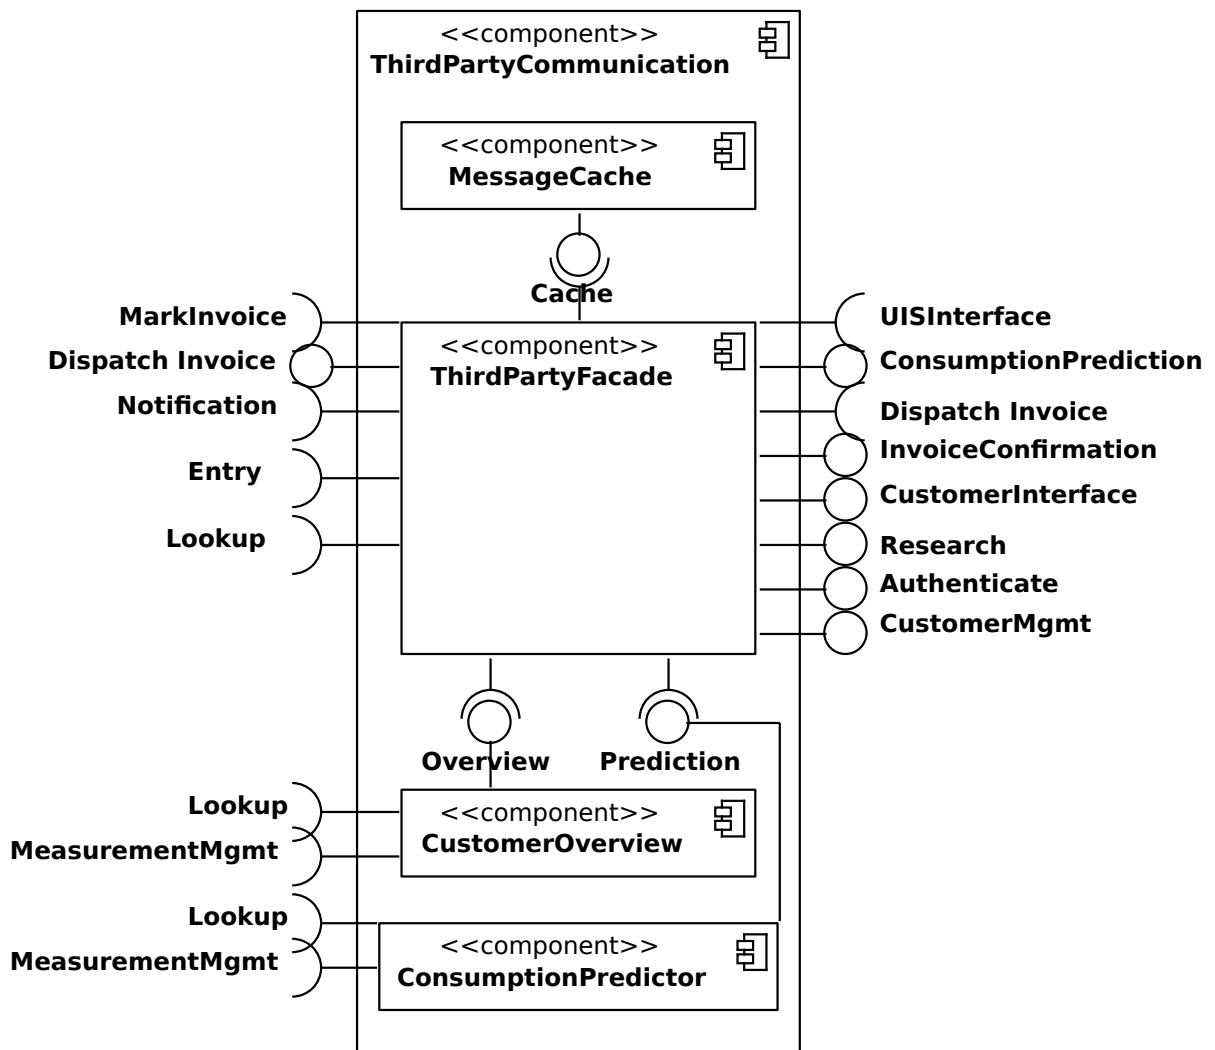 <<component>>
ThirdPartyCommunication
<<component>>
MessageCache
Cache
MarkInvoice
Dispatch Invoice
Notification
Entry
Lookup
<<component>>
ThirdPartyFacade
UISInterface
ConsumptionPrediction
Dispatch Invoice
InvoiceConfirmation
CustomerInterface
Research
Authenticate
CustomerMgmt
Overview
Prediction
Lookup
MeasurementMgmt
<<component>>
CustomerOverview
Lookup
MeasurementMgmt
<<component>>
ConsumptionPredictor